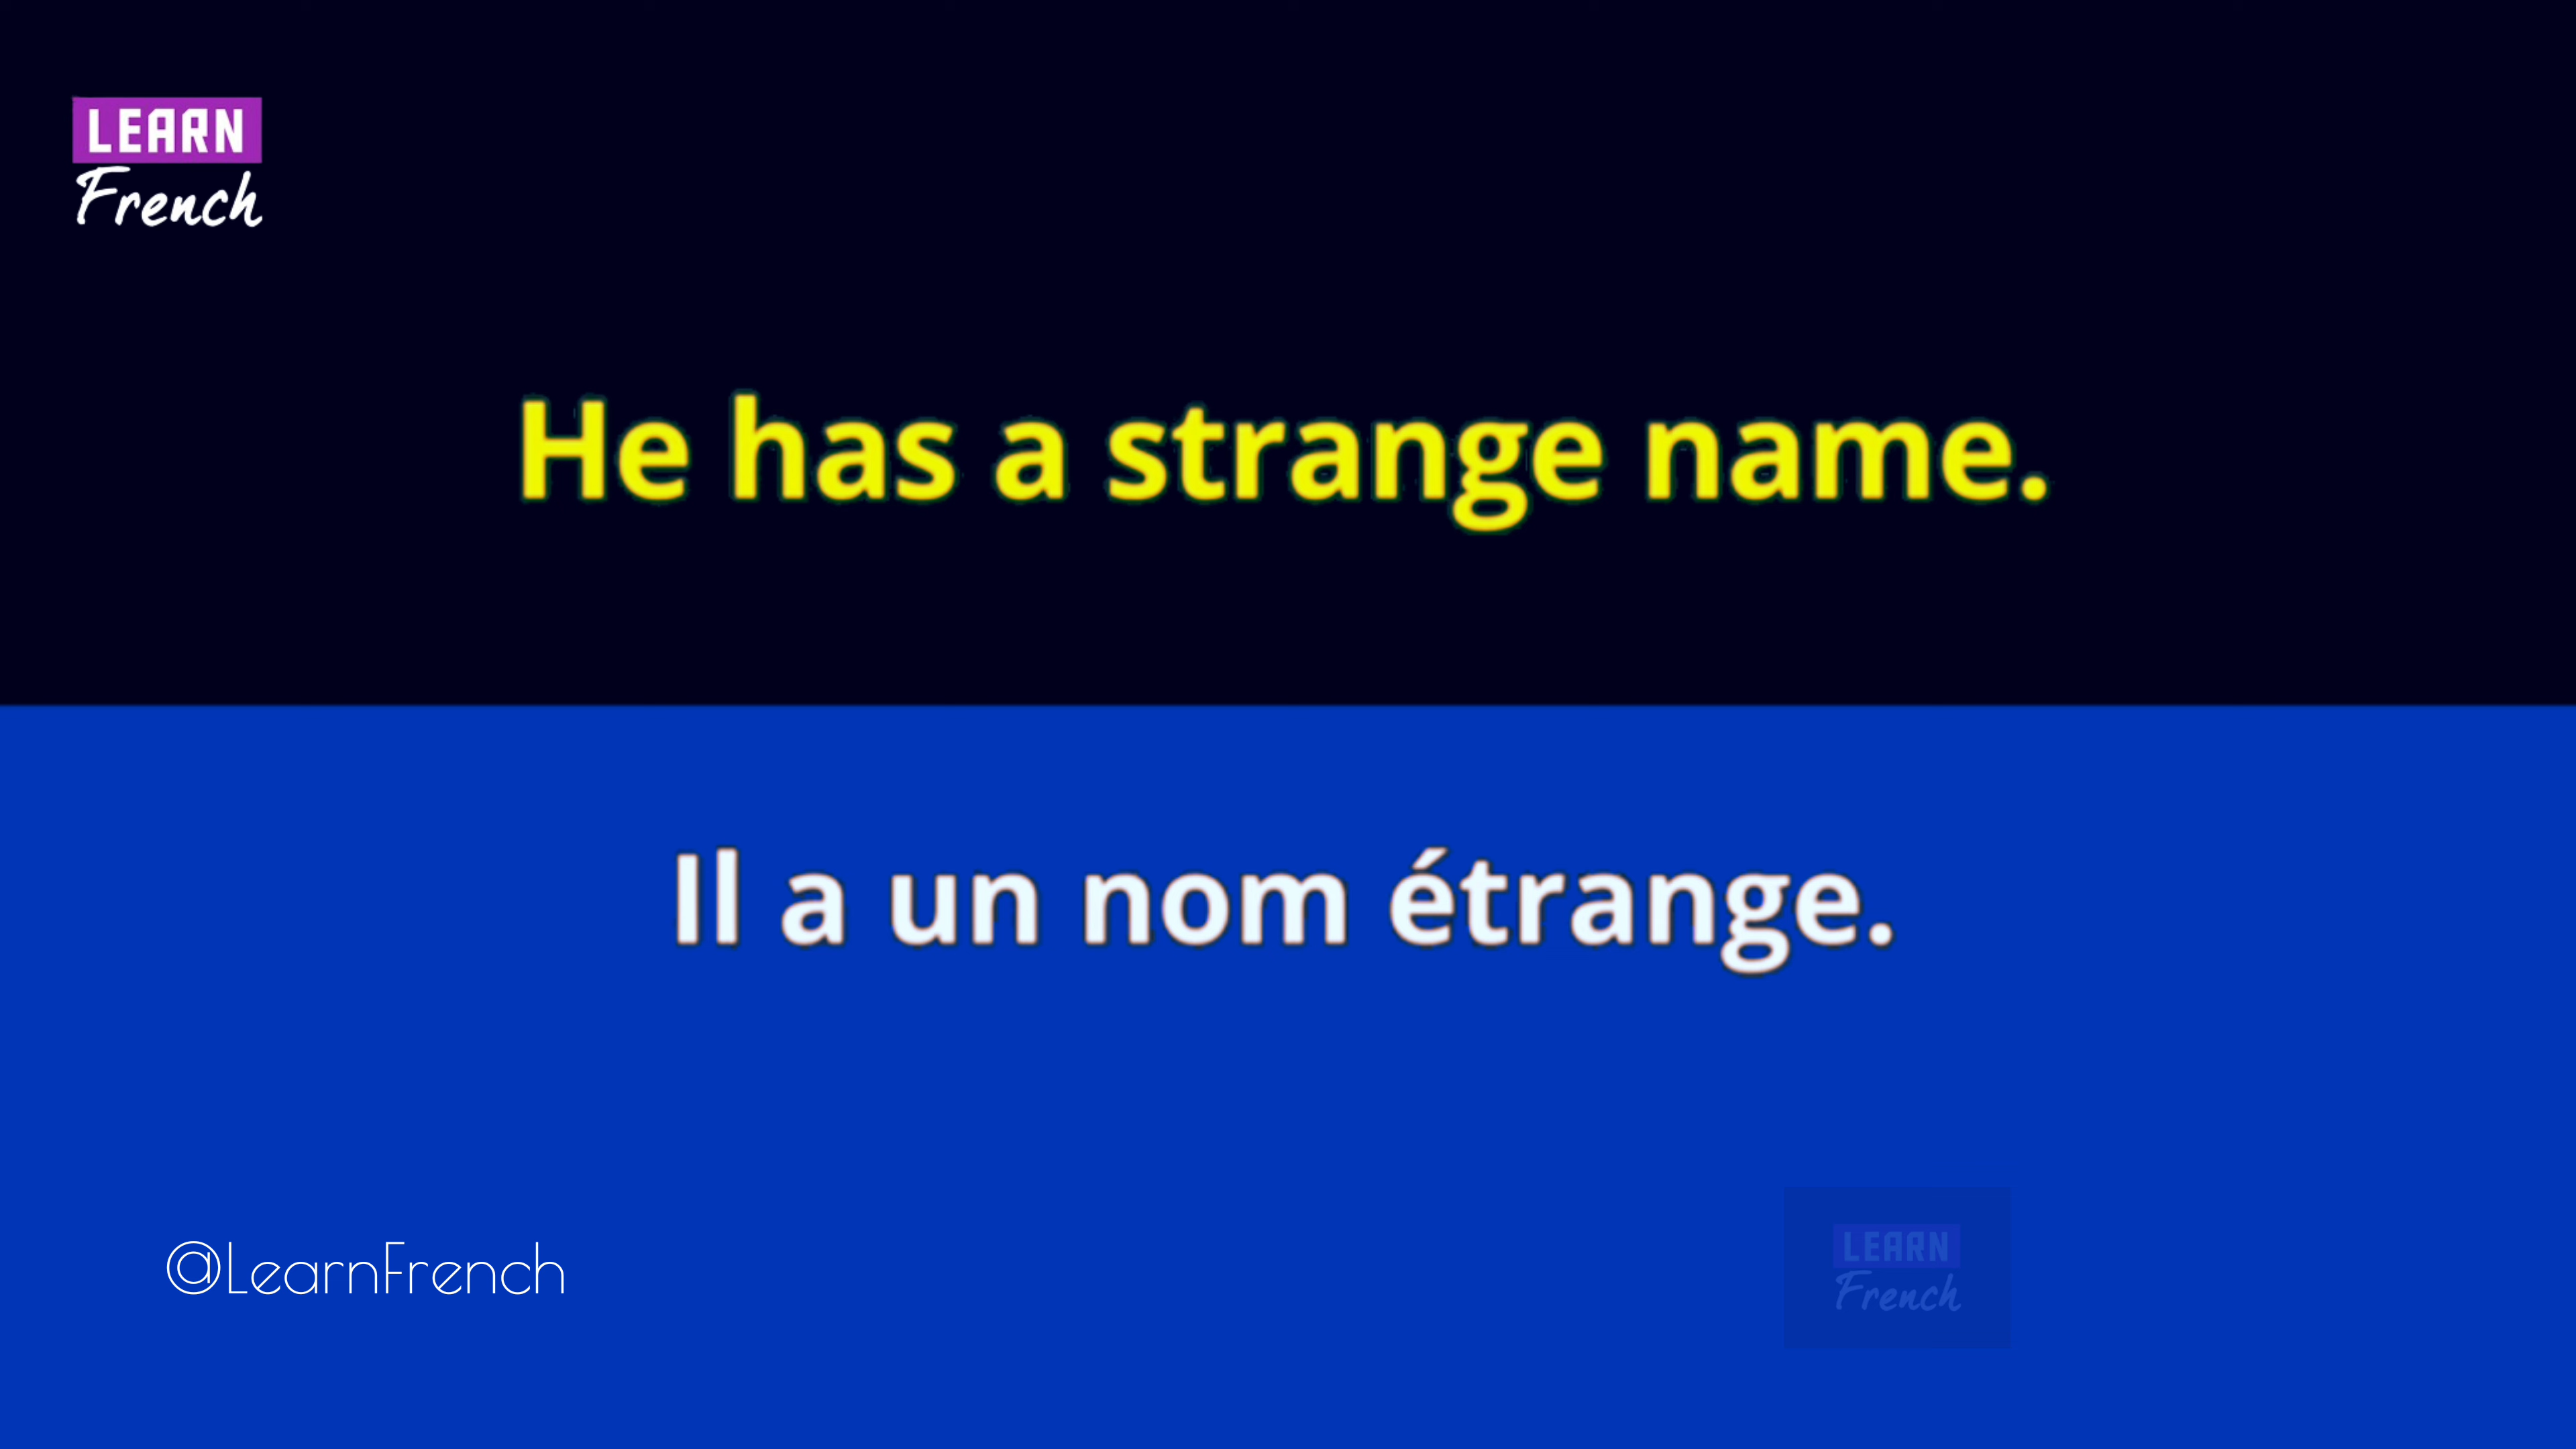 LEARN
French
He has a strange name.
Il a un nom étrange.
@LearnFrench
LEARN
French